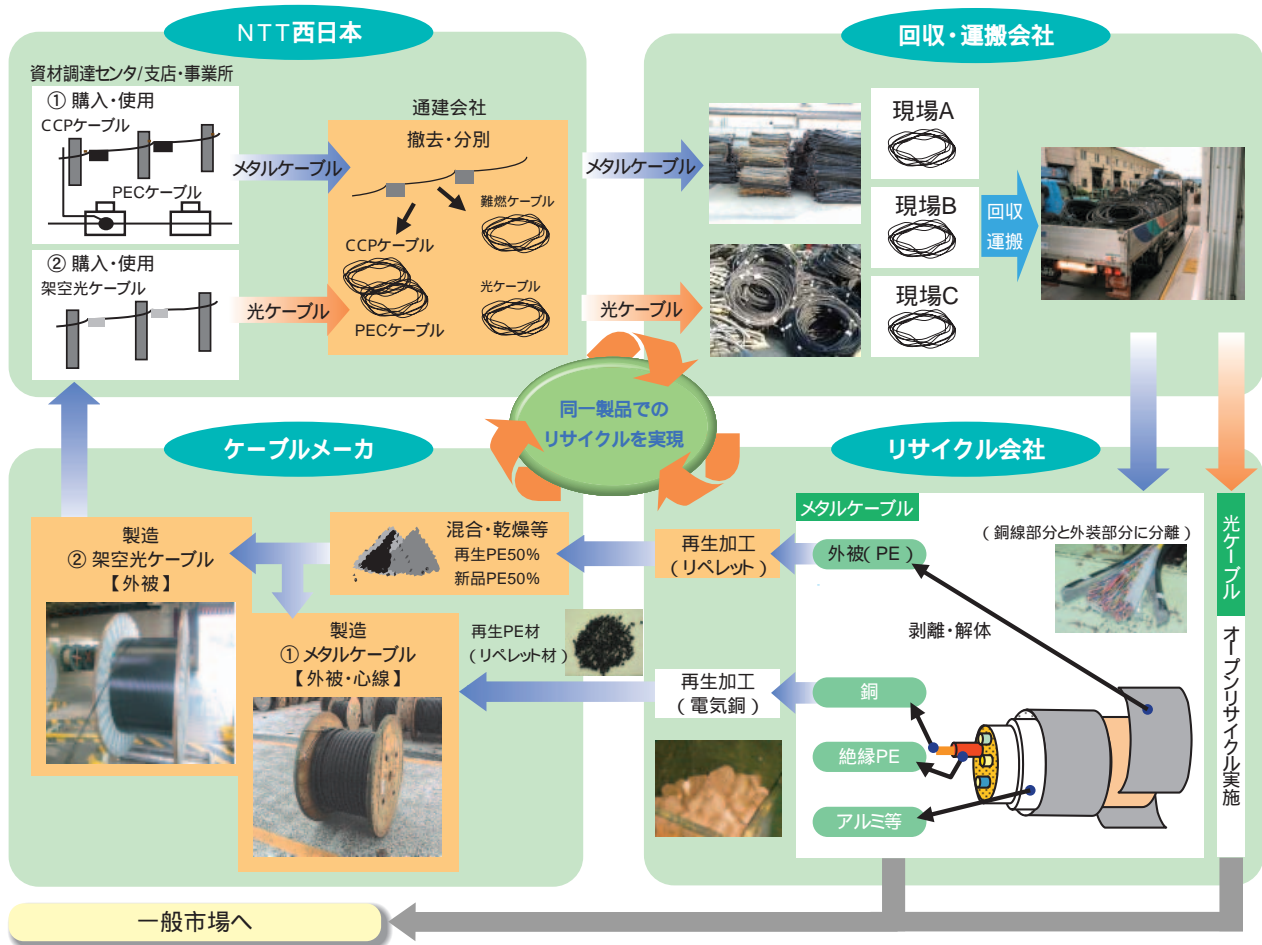 NTT西日本
資材調達センタ/支店・事業所
① 購入・使用
CCPケーブル
PECケーブル
② 購入・使用
架空光ケーブル
メタルケーブル
光ケーブル
通建会社
撤去・分別
難燃ケーブル
CCPケーブル
光ケーブル
PECケーブル
メタルケーブル
光ケーブル
回収・運搬会社
現場A
現場B
現場C
回収
運搬
同一製品での
リサイクルを実現
ケーブルメーカ
製造
② 架空光ケーブル
【外被】
混合・乾燥等
再生PE50%
新品PE50%
製造
① メタルケーブル
【外被・心線】
再生PE材
(リペレット材)
リサイクル会社
再生加工
(リペレット)
再生加工
(電気銅)
メタルケーブル
外被(PE)
(銅線部分と外装部分に分離)
剥離・解体
銅
絶縁PE
アルミ等
光ケーブル
オープンリサイクル実施
一般市場へ